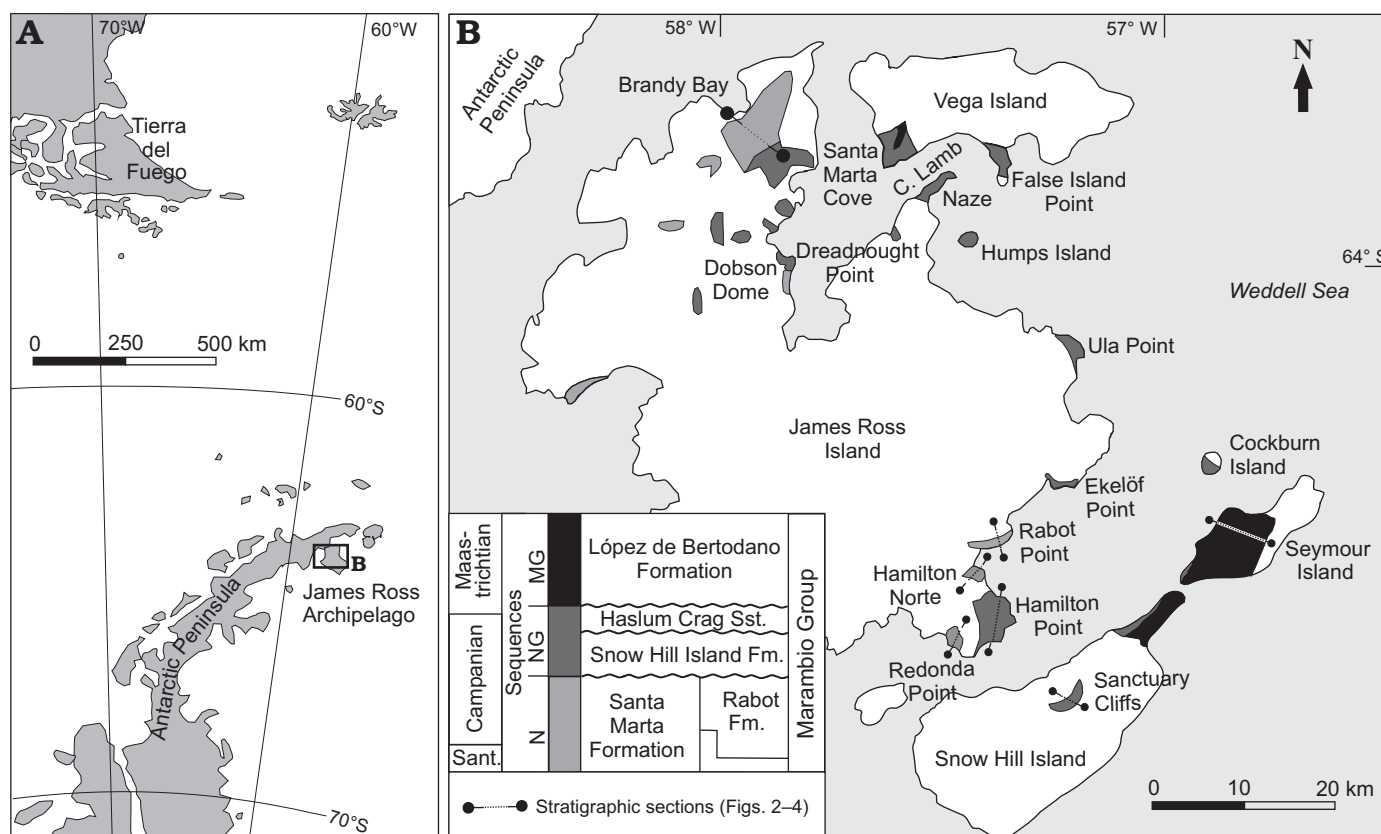 A
70°W
60°W
Tierra
del
Fuego
0 250 500 km
60°S
B
James Ross
Archipelago
Antarctic Peninsula
70°S
B
58° W
57° W
N
Antarctic
Peninsula
Brandy Bay
Vega Island
Santa
Marta
Cove
C. Lamb
Naze
False Island
Point
Humps Island
Dreadnought
Point
Dobson
Dome
64° S
Weddell Sea
Ula Point
James Ross
Island
Cockburn
Island
Ekelöf
Point
Rabot
Point
Seymour
Island
Hamilton
Norte
Hamilton
Point
Redonda
Point
Sanctuary
Cliffs
Snow Hill Island
0 10 20 km
Maas-
trichtian
Campanian
Sant.
Sequences
MG
NG
N
López de Bertodano
Formation
Haslum Crag Sst.
Snow Hill Island Fm.
Santa
Marta
Formation
Rabot
Fm.
Marambio Group
Stratigraphic sections (Figs. 2–4)